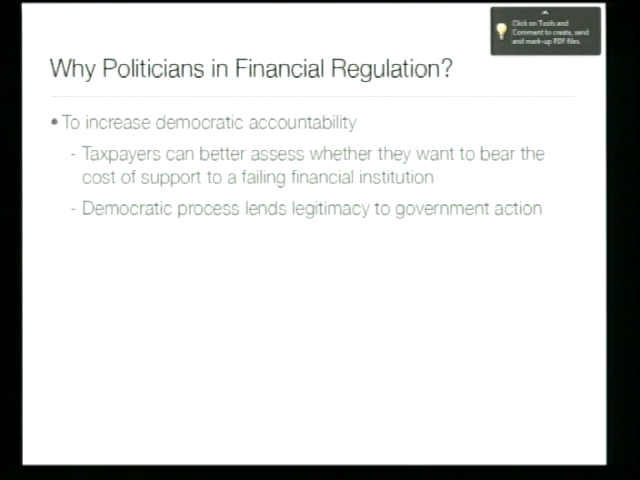 Click on Tools and
Comment to create, send
and mark-up PDF files.
Why Politicians in Financial Regulation?
• To increase democratic accountability
- Taxpayers can better assess whether they want to bear the
cost of support to a failing financial institution
- Democratic process lends legitimacy to government action